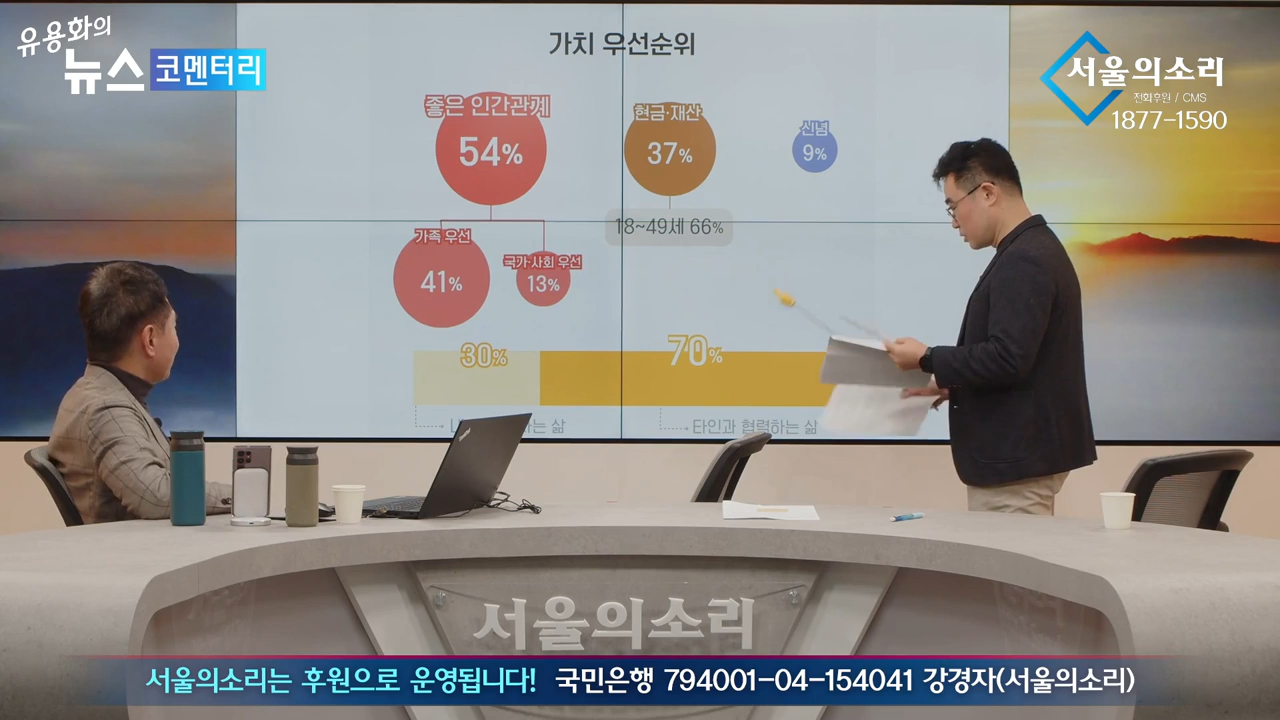 유용화의
뉴스 코멘터리
서울의소리
전화후원 / CMS
1877-1590
가치 우선순위
좋은 인간관계
54%
현금·재산
37%
신념
9%
18~49세 66%
가족 우선
41%
국가·사회 우선
13%
30%
70%
는 삶
타인과 협력하는 삶
서울의소리
서울의소리는 후원으로 운영됩니다! 국민은행 794001-04-154041 강경자(서울의소리)